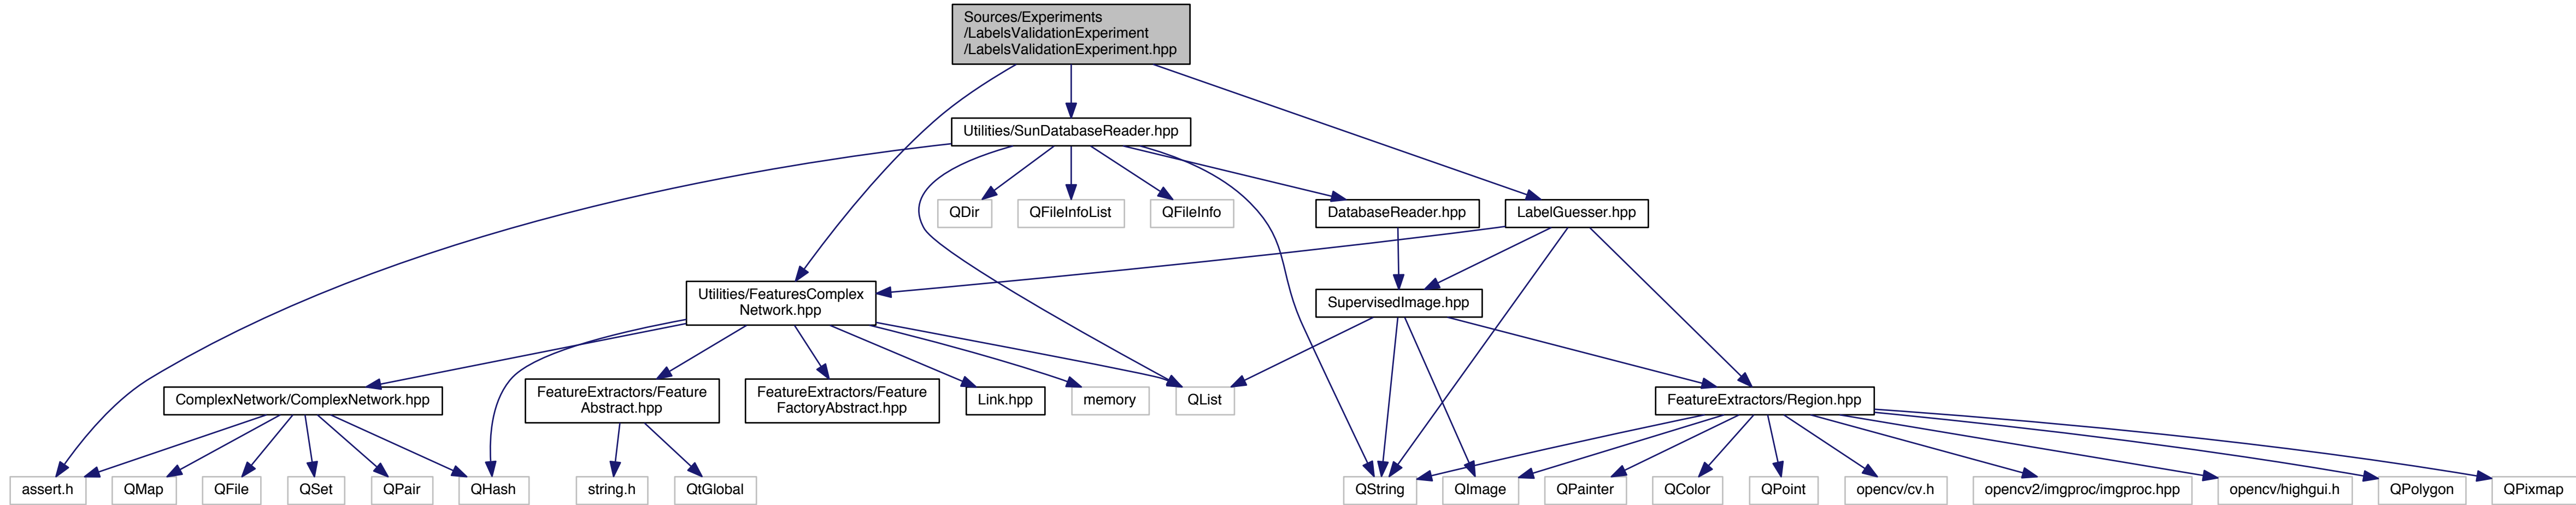 Sources/Experiments
/LabelsValidationExperiment
/LabelsValidationExperiment.hpp
Utilities/SunDatabaseReader.hpp
QDir
QFileInfoList
QFileInfo
DatabaseReader.hpp
LabelGuesser.hpp
Utilities/FeaturesComplex
Network.hpp
SupervisedImage.hpp
ComplexNetwork/ComplexNetwork.hpp
FeatureExtractors/Feature
Abstract.hpp
FeatureExtractors/Feature
FactoryAbstract.hpp
Link.hpp
memory
QList
FeatureExtractors/Region.hpp
assert.h
QMap
QFile
QSet
QPair
QHash
string.h
QtGlobal
QString
QImage
QPainter
QColor
QPoint
opencv/cv.h
opencv2/imgproc/imgproc.hpp
opencv/highgui.h
QPolygon
QPixmap